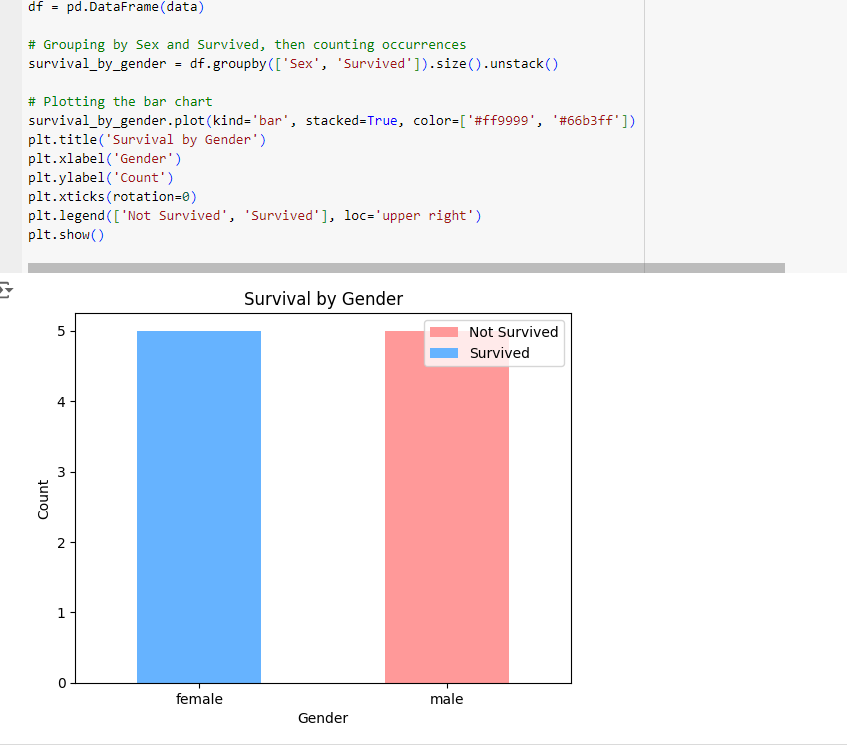 df = pd.DataFrame(data)
# Grouping by Sex and Survived, then counting occurrences
survival_by_gender = df.groupby(['Sex', 'Survived']).size().unstack()
# Plotting the bar chart
survival_by_gender.plot(kind='bar', stacked=True, color=['#ff9999', '#66b3ff'])
plt.title('Survival by Gender')
plt.xlabel('Gender')
plt.ylabel('Count')
plt.xticks(rotation=0)
plt.legend(['Not Survived', 'Survived'], loc='upper right')
plt.show()
Survival by Gender
Not Survived
Survived
5
4
3
2
1
0
Count
female
male
Gender